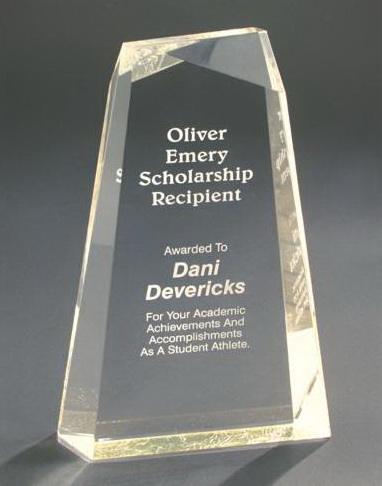 Oliver
Emery
Scholarship
Recipient
Awarded To
Dani
Devericks
For Your Academic
Achievements And
Accomplishments
As A Student Athlete.